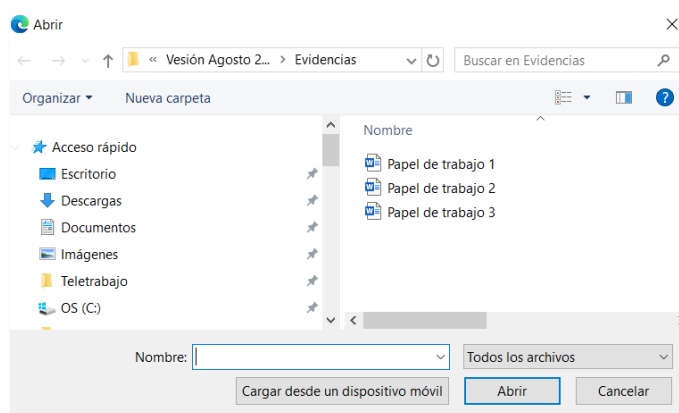 Abrir
« Vesión Agosto 2... > Evidencias
Buscar en Evidencias
Organizar
Nueva carpeta
Acceso rápido
Escritorio
Descargas
Documentos
Imágenes
Teletrabajo
OS (C:)
Nombre
Papel de trabajo 1
Papel de trabajo 2
Papel de trabajo 3
Nombre:
Todos los archivos
Cargar desde un dispositivo móvil
Abrir
Cancelar